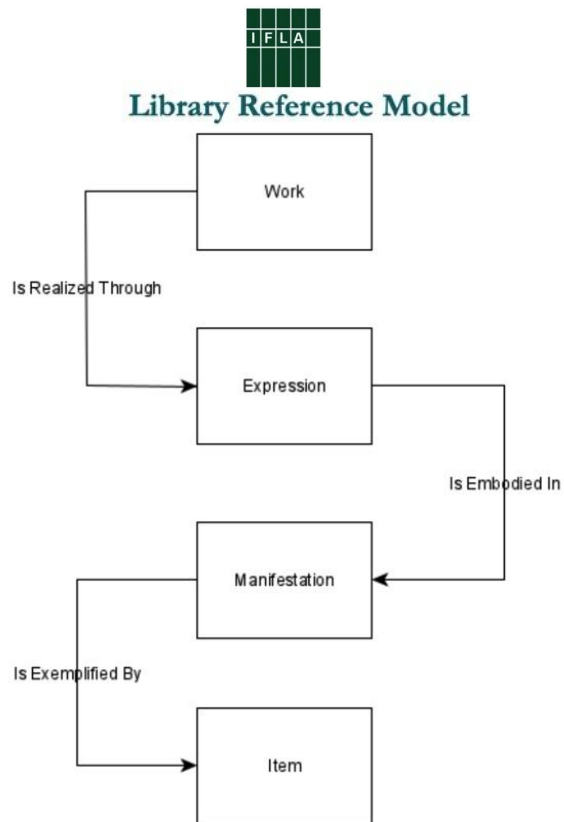 IFLA
Library Reference Model
Work
Is Realized Through
Expression
Is Embodied In
Manifestation
Is Exemplified By
Item